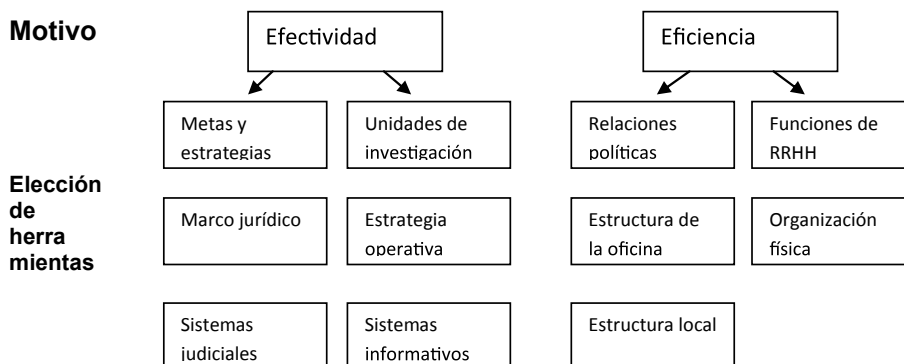 Motivo
Efectividad
Eficiencia
Metas y
estrategias
Unidades de
investigación
Relaciones
políticas
Funciones de
RRHH
Elección
de
herra
mientas
Marco jurídico
Estrategia
operativa
Estructura de
la oficina
Organización
física
Sistemas
judiciales
Sistemas
informativos
Estructura local